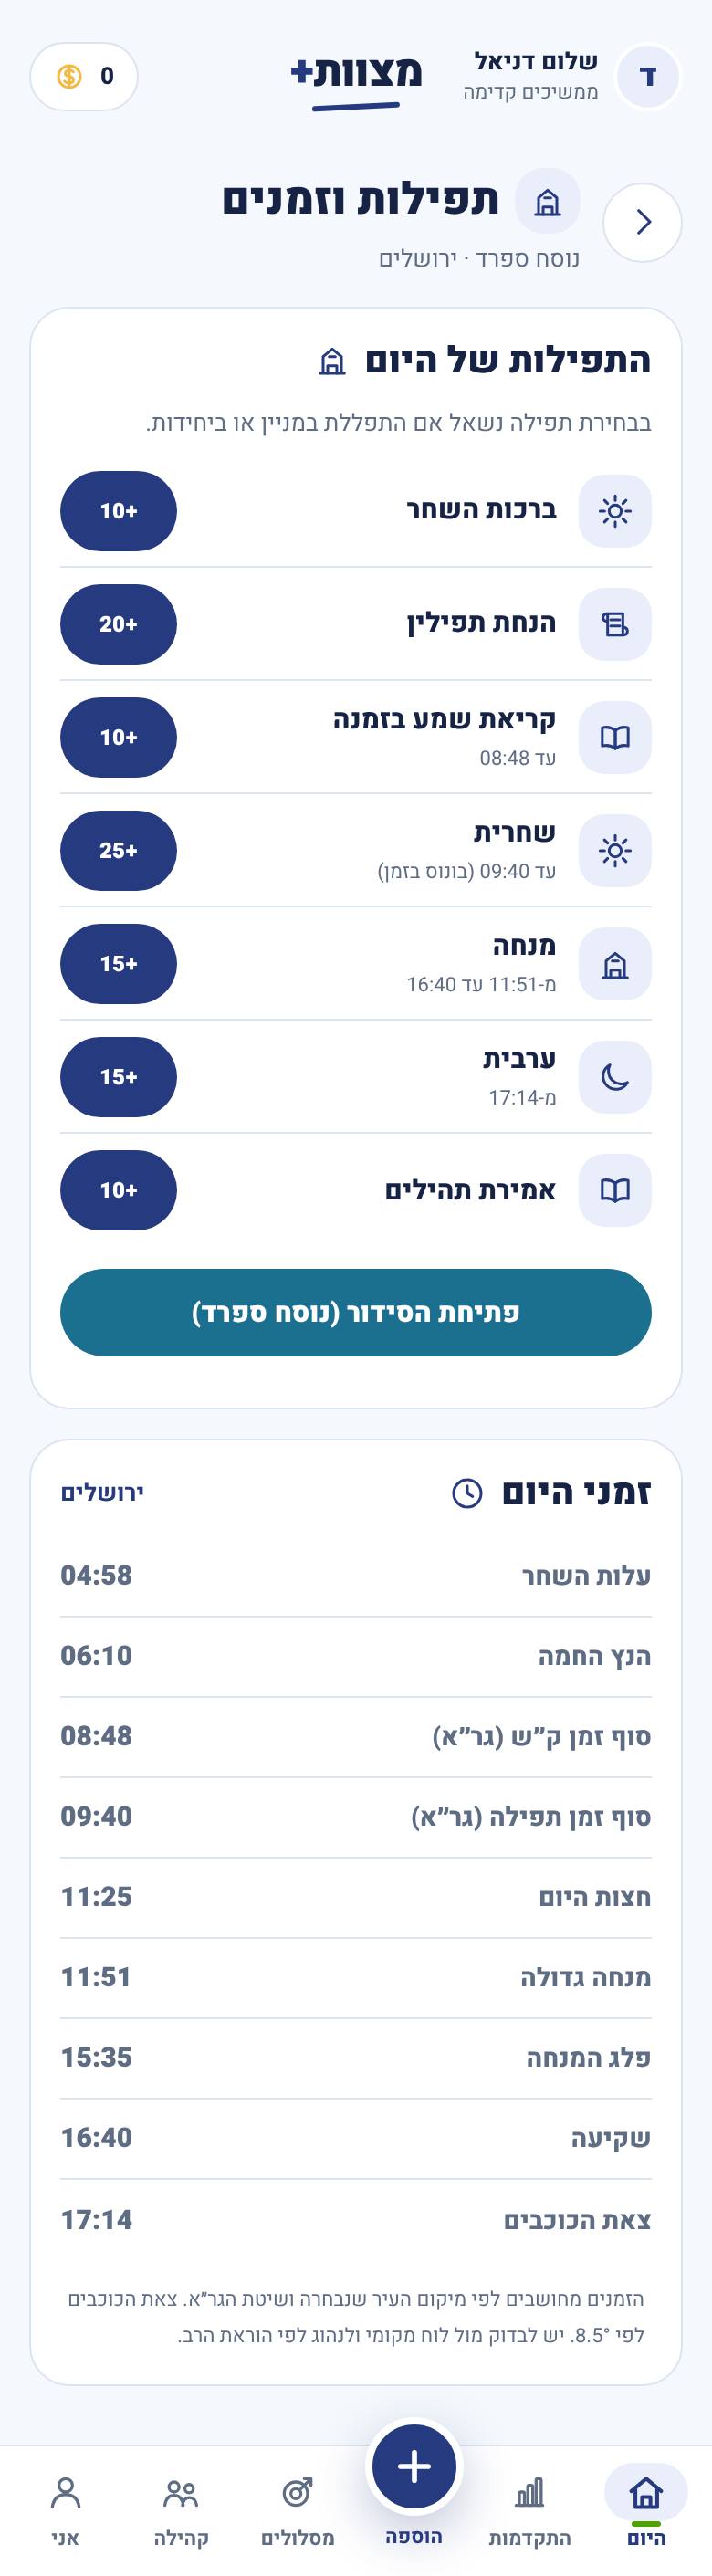 ד
שלום דניאל
ממשיכים קדימה
מצוות+
0
תפילות וזמנים
נוסח ספרד · ירושלים
התפילות של היום
בבחירת תפילה נשאל אם התפללת במניין או ביחידות.
ברכות השחר
+10
הנחת תפילין
+20
קריאת שמע בזמנה
עד 08:48
+10
שחרית
עד 09:40 (בונוס בזמן)
+25
מנחה
מ-11:51 עד 16:40
+15
ערבית
מ-17:14
+15
אמירת תהילים
+10
פתיחת הסידור (נוסח ספרד)
זמני היום
ירושלים
עלות השחר 04:58
הנץ החמה 06:10
סוף זמן ק״ש (גר״א) 08:48
סוף זמן תפילה (גר״א) 09:40
חצות היום 11:25
מנחה גדולה 11:51
פלג המנחה 15:35
שקיעה 16:40
צאת הכוכבים 17:14
הזמנים מחושבים לפי מיקום העיר שנבחרה ושיטת הגר״א. צאת הכוכבים
לפי 8.5°. יש לבדוק מול לוח מקומי ולנהוג לפי הוראת הרב.
היום
התקדמות
הוספה
מסלולים
קהילה
אני